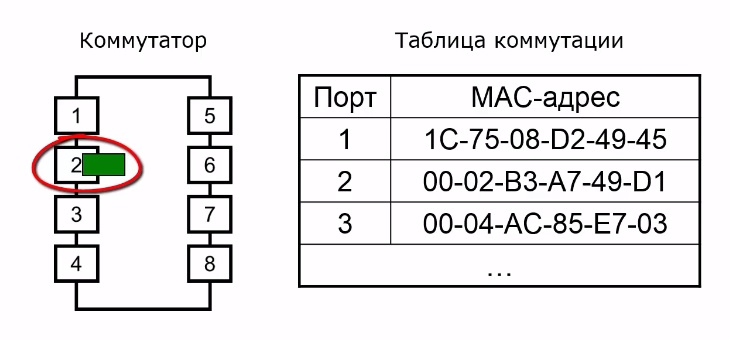 Коммутатор
Таблица коммутации
1 5
2 6
3 7
4 8
Порт MAC-адрес
1 1C-75-08-D2-49-45
2 00-02-B3-A7-49-D1
3 00-04-AC-85-E7-03
...